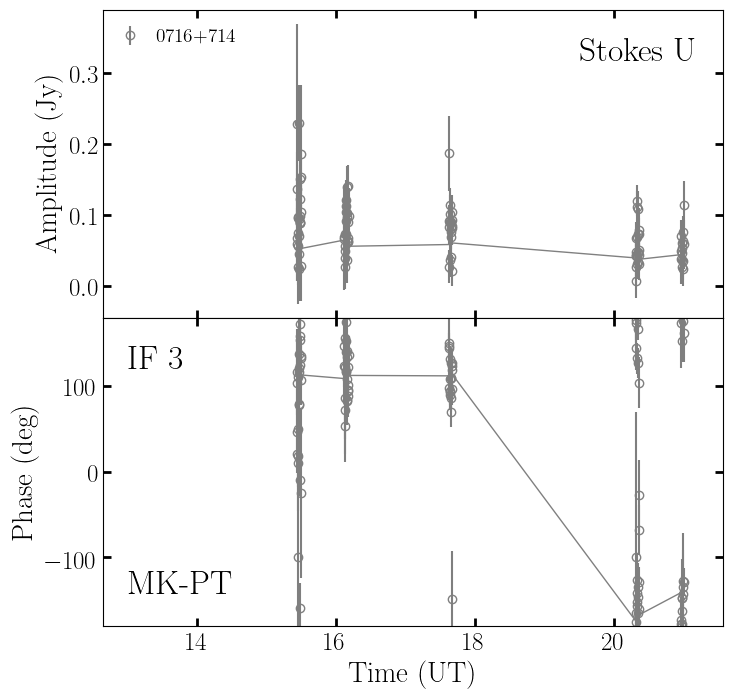 0716+714
Stokes U
Amplitude (Jy)
0.3
0.2
0.1
0.0
IF 3
MK-PT
Phase (deg)
100
0
−100
14 16 18 20
Time (UT)